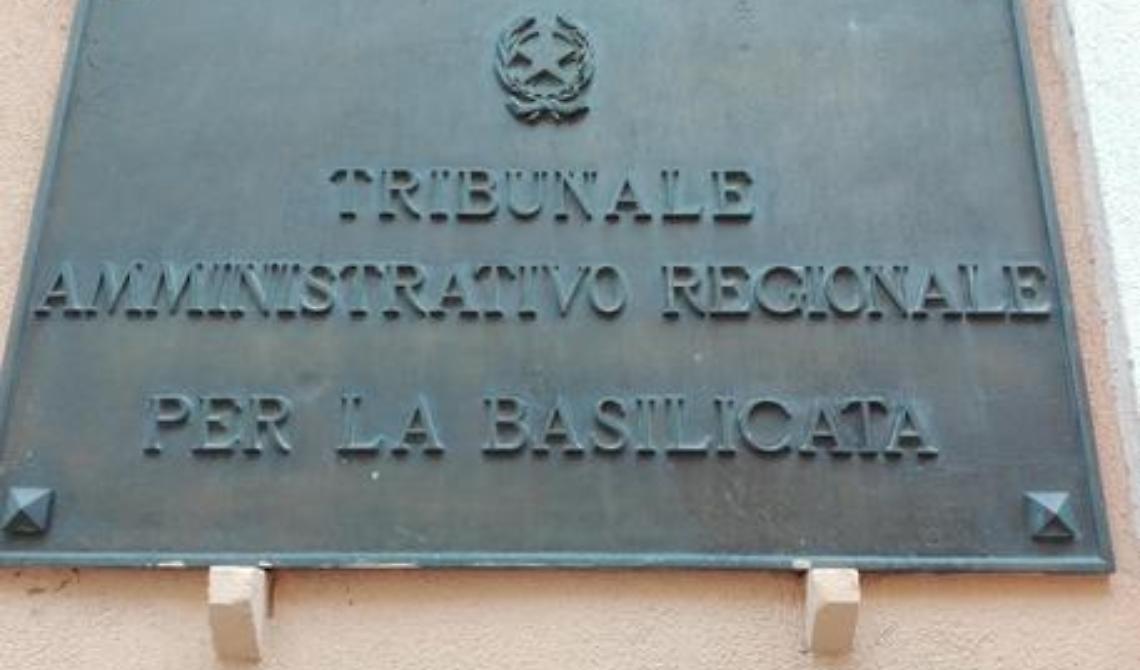 TRIBUNALE
AMMINISTRATIVO REGIONALE
PER LA BASILICATA